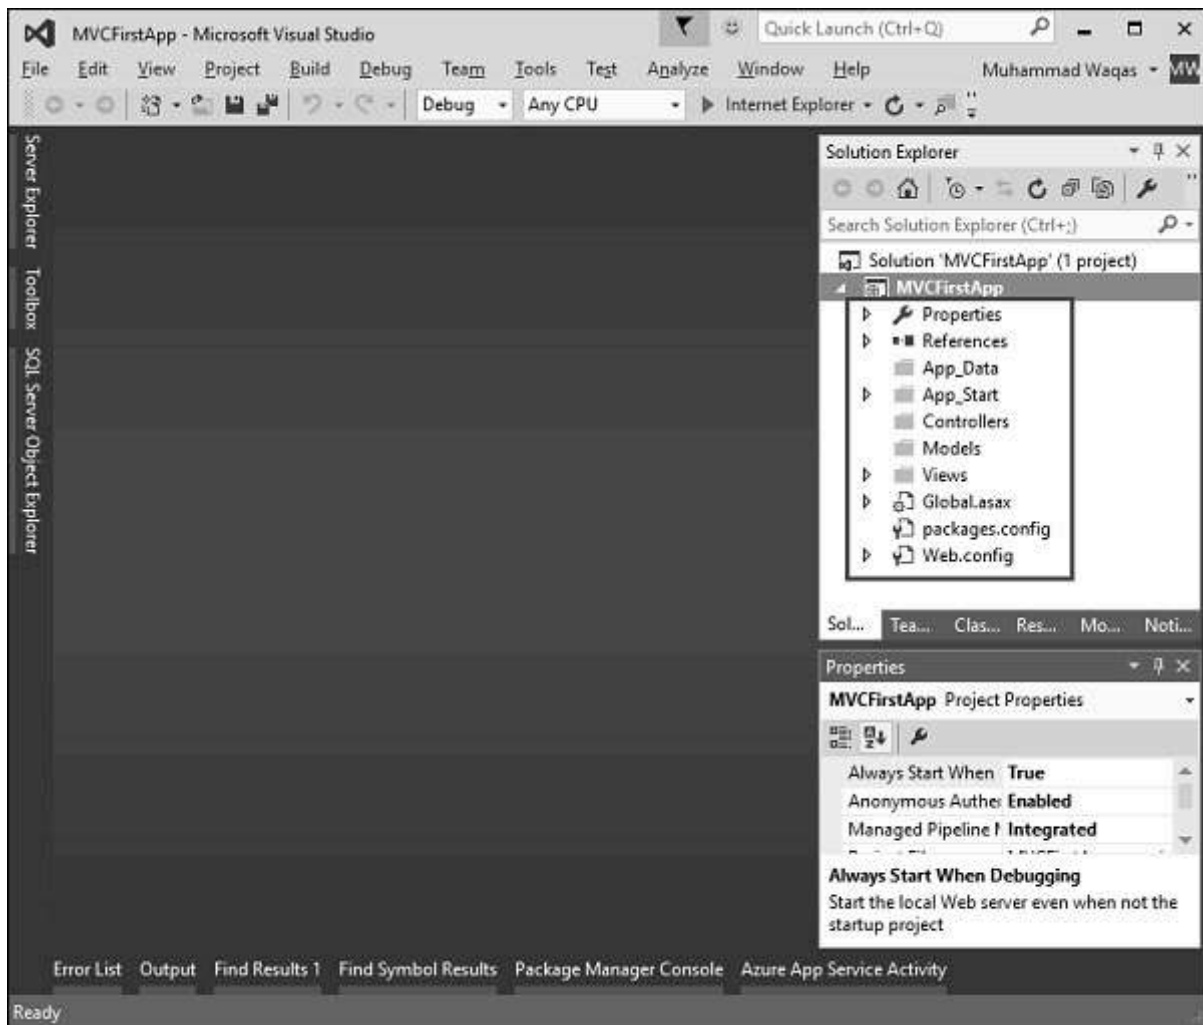 MVCFirstApp - Microsoft Visual Studio
Quick Launch (Ctrl+Q)
File Edit View Project Build Debug Team Tools Test Analyze Window Help Muhammad Waqas MW
Debug Any CPU Internet Explorer
Server Explorer
Toolbox
SQL Server Object Explorer
Solution Explorer
Search Solution Explorer (Ctrl+;)
Solution 'MVCFirstApp' (1 project)
MVCFirstApp
Properties
References
App_Data
App_Start
Controllers
Models
Views
Global.asax
packages.config
Web.config
Sol... Tea... Clas... Res... Mo... Noti...
Properties
MVCFirstApp Project Properties
Always Start When True
Anonymous Authe Enabled
Managed Pipeline Integrated
Always Start When Debugging
Start the local Web server even when not the
startup project
Error List Output Find Results 1 Find Symbol Results Package Manager Console Azure App Service Activity
Ready